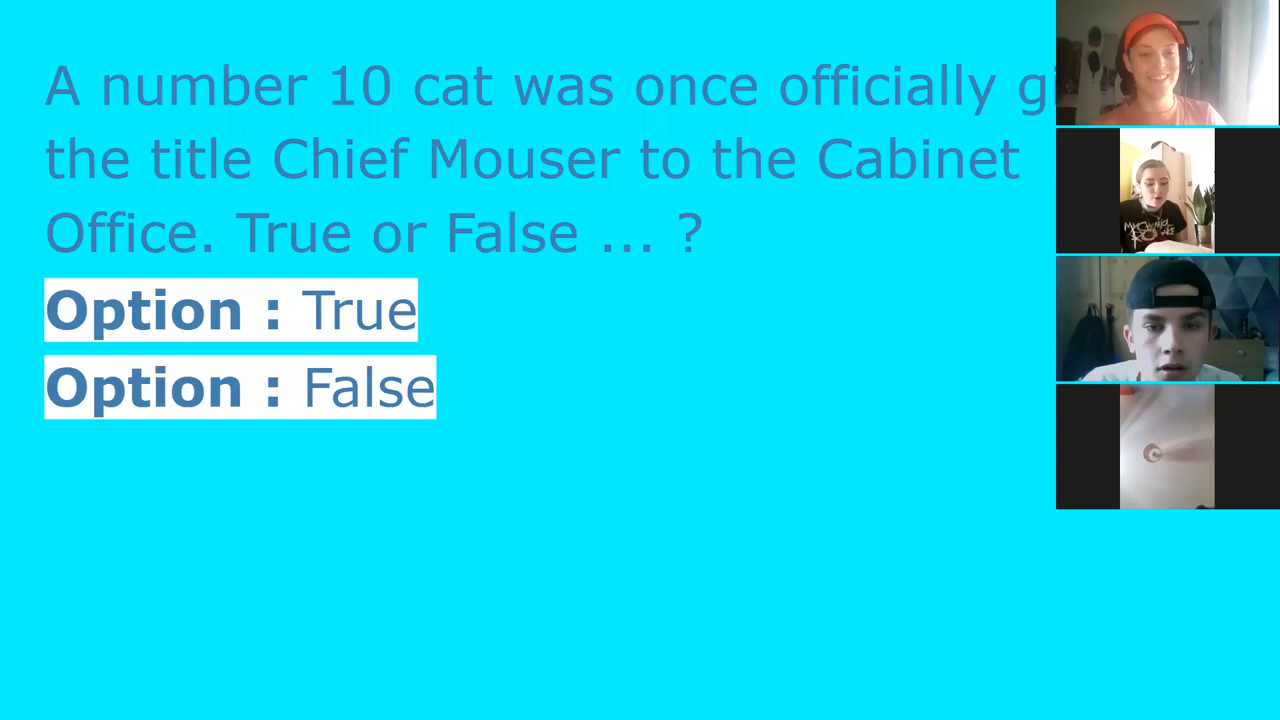 A number 10 cat was once officially
the title Chief Mouser to the Cabinet
Office. True or False ... ?
Option : True
Option : False